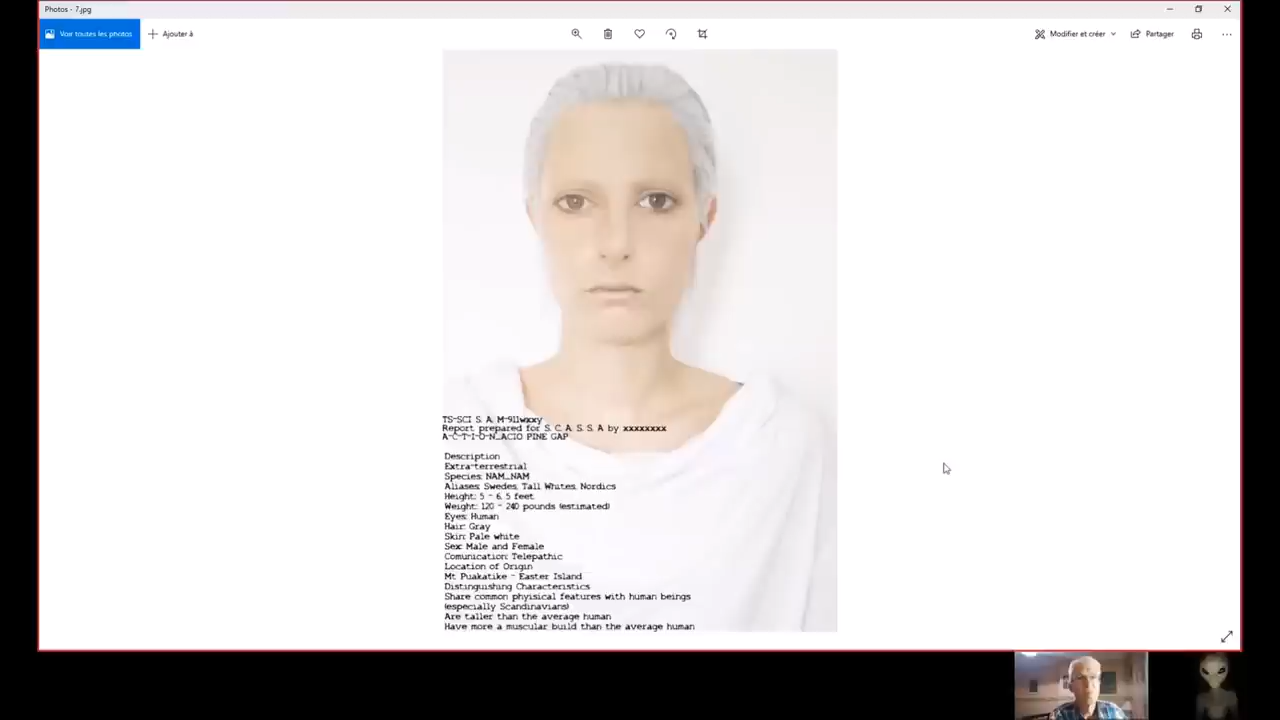 Photos - 7.jpg
Voir toutes les photos
Ajouter à
Modifier et créer
Partager
TS-SCI S. A. M-911wxxy
Report prepared for S. C. A. S. S. A by xxxxxxxx
A-C-T-I-O-N_ACIO PINE GAP
Description
Extra-terrestrial
Species: NAM_NAM
Aliases: Swedes, Tall Whites, Nordics
Height: 5 - 6.5 feet
Weight: 120 - 240 pounds (estimated)
Eyes: Human
Hair: Gray
Skin: Pale white
Sex: Male and Female
Comunication: Telepathic
Location of Origin
Mt Puakatike - Easter Island
Distinguishing Characteristics
Share common phyisical features with human beings
(especially Scandinavians)
Are taller than the average human
Have more a muscular build than the average human